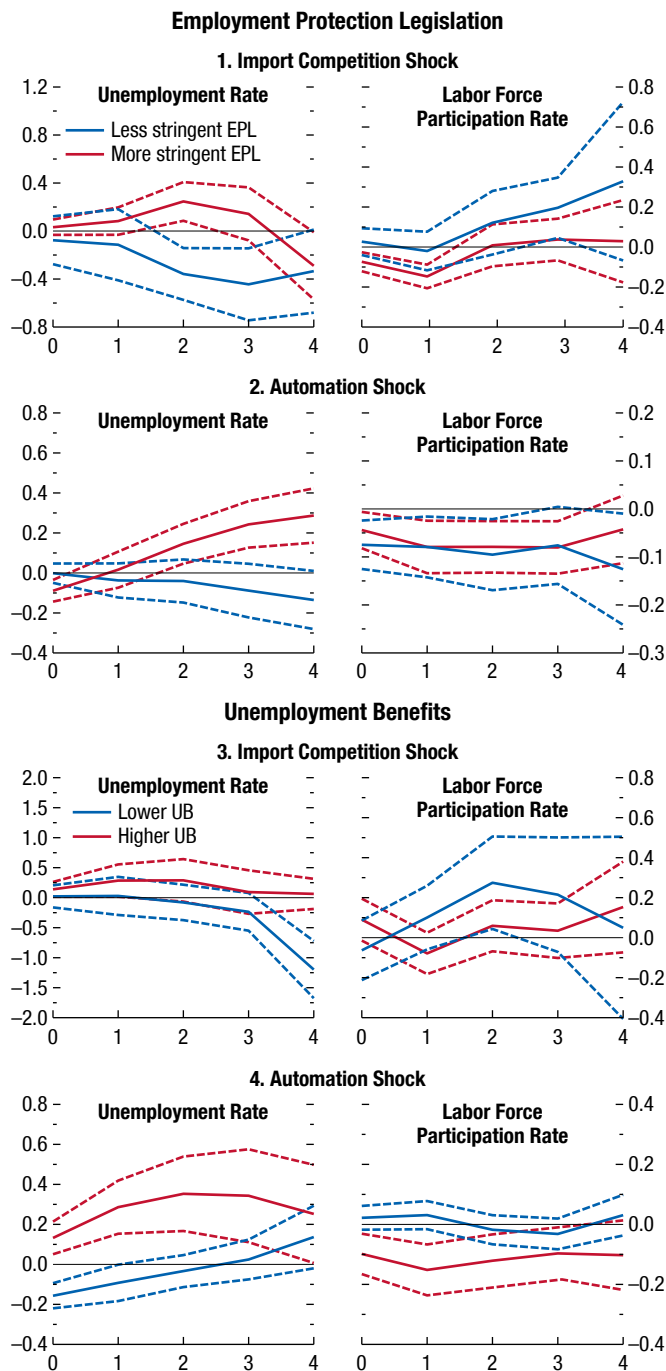 Employment Protection Legislation
1. Import Competition Shock
Unemployment Rate
Less stringent EPL
More stringent EPL
1.2
0.8
0.4
0.0
–0.4
–0.8
0 1 2 3 4
Labor Force
Participation Rate
0.8
0.6
0.4
0.2
0.0
–0.2
–0.4
0 1 2 3 4
2. Automation Shock
Unemployment Rate
0.8
0.6
0.4
0.2
0.0
–0.2
–0.4
0 1 2 3 4
Labor Force
Participation Rate
0.2
0.1
0.0
–0.1
–0.2
–0.3
0 1 2 3 4
Unemployment Benefits
3. Import Competition Shock
Unemployment Rate
Lower UB
Higher UB
2.0
1.5
1.0
0.5
0.0
–0.5
–1.0
–1.5
–2.0
0 1 2 3 4
Labor Force
Participation Rate
0.8
0.6
0.4
0.2
0.0
–0.2
–0.4
0 1 2 3 4
4. Automation Shock
Unemployment Rate
0.8
0.6
0.4
0.2
0.0
–0.2
–0.4
0 1 2 3 4
Labor Force
Participation Rate
0.4
0.2
0.0
–0.2
–0.4
0 1 2 3 4